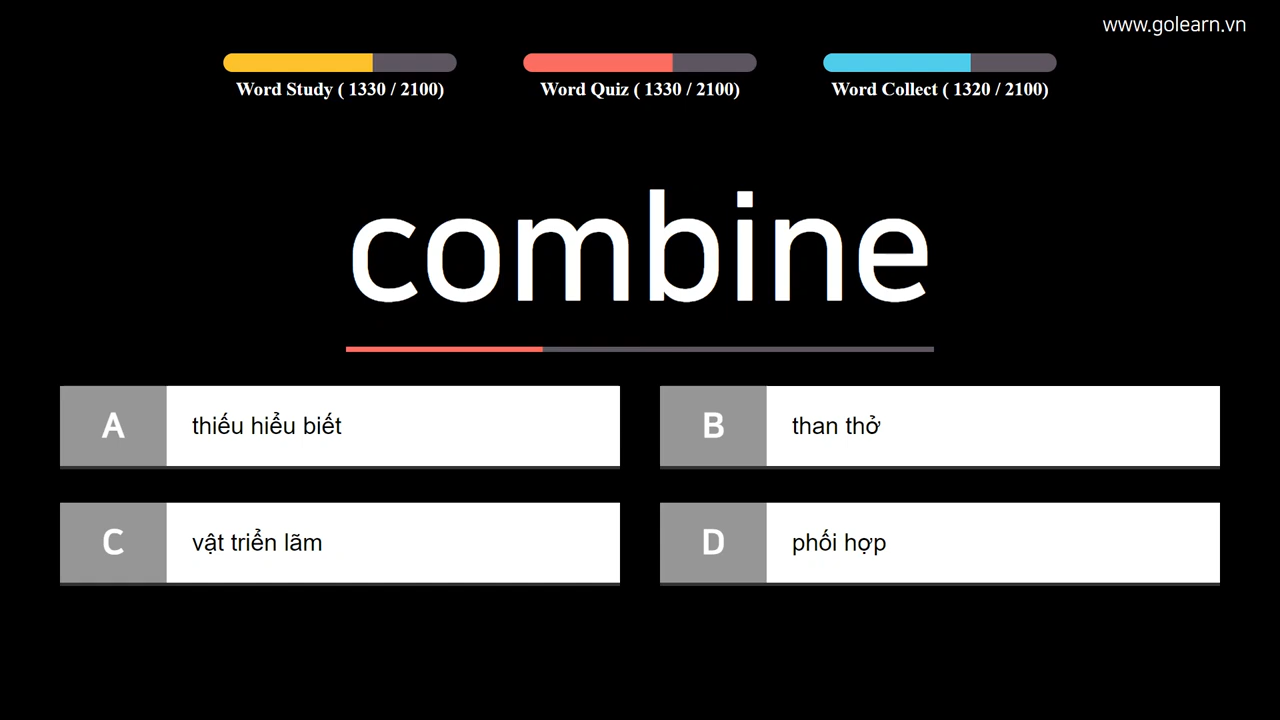 www.golearn.vn
Word Study ( 1330 / 2100)
Word Quiz ( 1330 / 2100)
Word Collect ( 1320 / 2100)
combine
A
thiếu hiểu biết
B
than thở
C
vật triển lãm
D
phối hợp